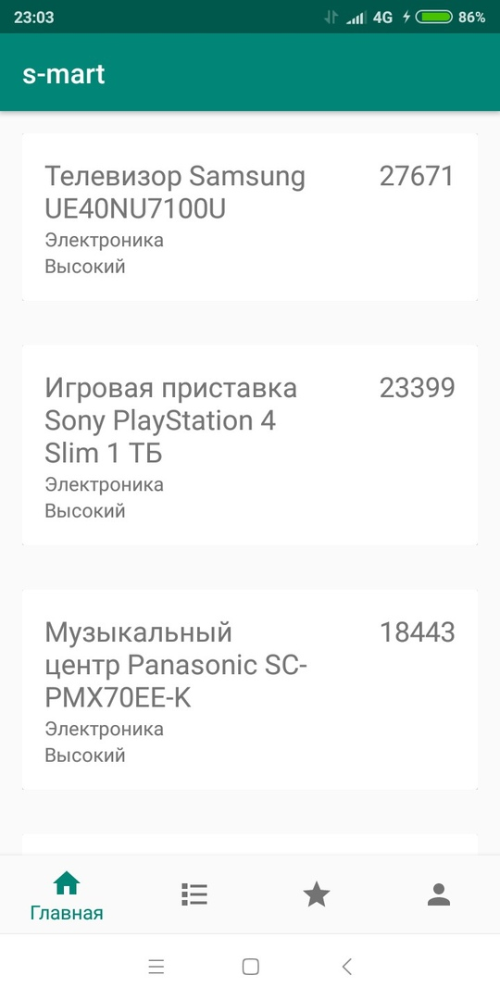 23:03 4G 86%
s-mart
Телевизор Samsung 27671
UE40NU7100U
Электроника
Высокий
Игровая приставка 23399
Sony PlayStation 4
Slim 1 ТБ
Электроника
Высокий
Музыкальный 18443
центр Panasonic SC-
PMX70EE-K
Электроника
Высокий
Главная